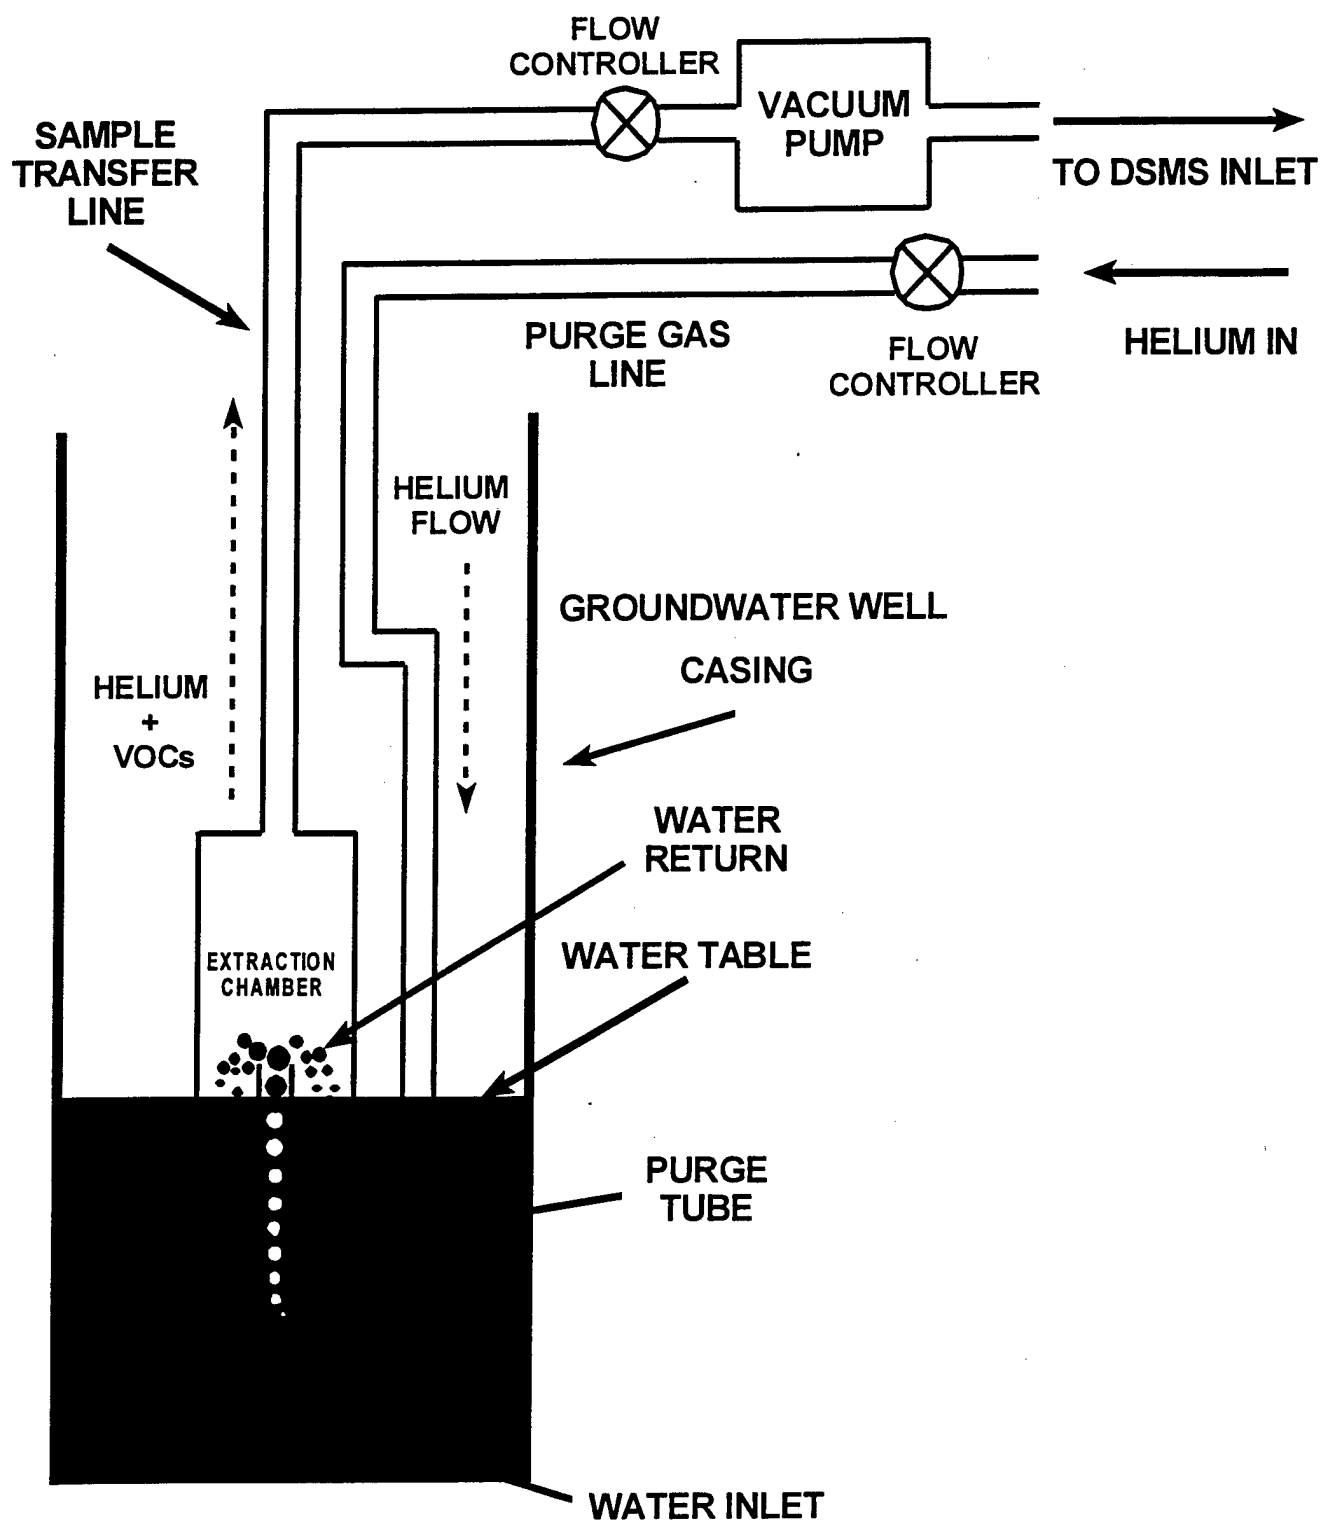 FLOW
CONTROLLER
VACUUM
PUMP
SAMPLE
TRANSFER
LINE
TO DSMS INLET
PURGE GAS
LINE
FLOW
CONTROLLER
HELIUM IN
HELIUM
FLOW
GROUNDWATER WELL
CASING
HELIUM
+
VOCs
WATER
RETURN
EXTRACTION
CHAMBER
WATER TABLE
PURGE
TUBE
WATER INLET